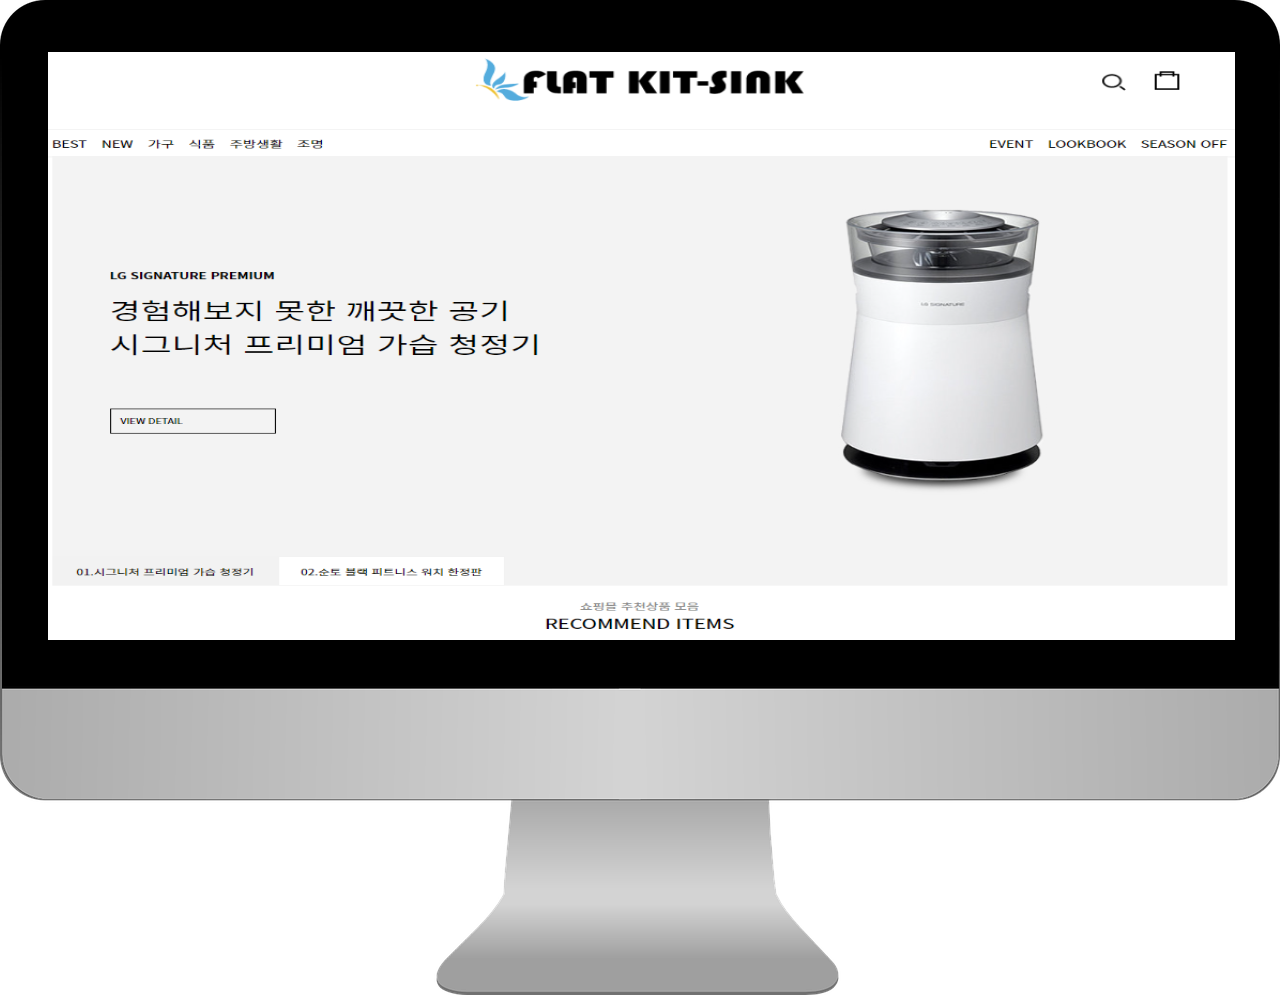 FLAT KIT-SINK
BEST NEW 가구 식품 주방생활 조명 EVENT LOOKBOOK SEASON OFF
LG SIGNATURE PREMIUM
경험해보지 못한 깨끗한 공기
시그니처 프리미엄 가습 청정기
LG SIGNATURE
VIEW DETAIL
01.시그니처 프리미엄 가습 청정기 02.순토 블랙 피트니스 워치 한정판
쇼핑몰 추천상품 모음
RECOMMEND ITEMS